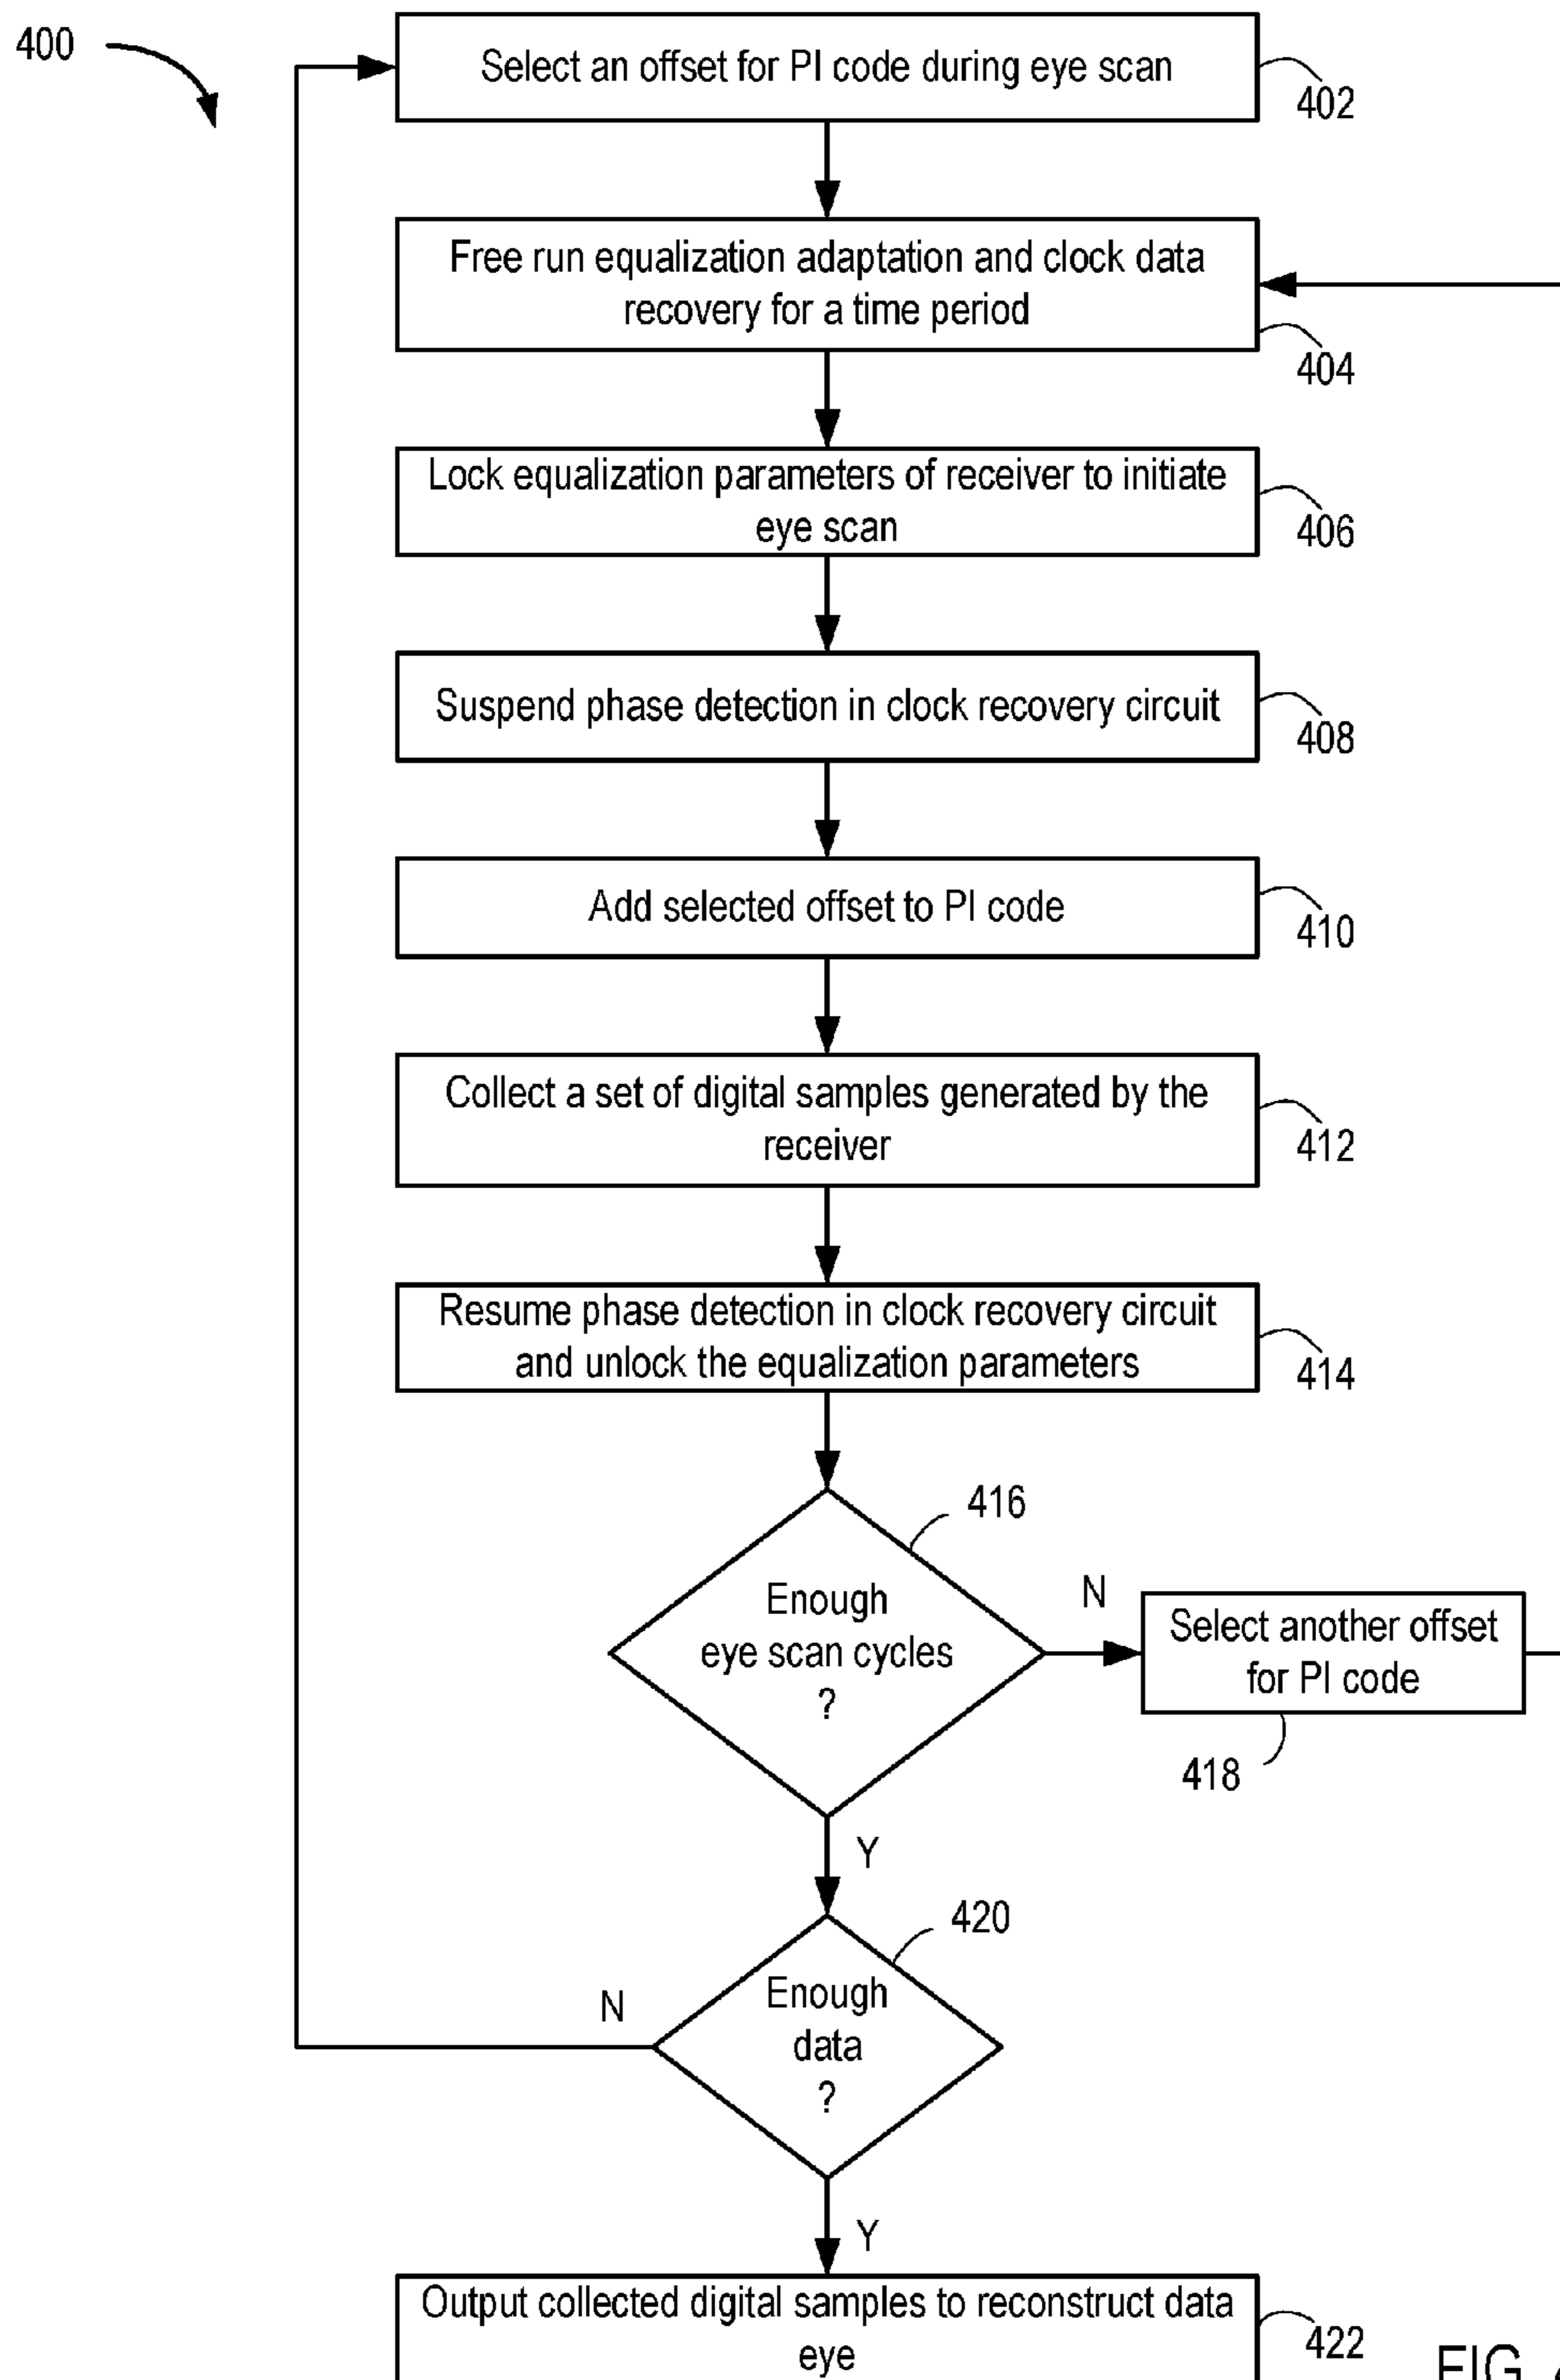 400
Select an offset for PI code during eye scan
402
Free run equalization adaptation and clock data
recovery for a time period
404
Lock equalization parameters of receiver to initiate
eye scan
406
Suspend phase detection in clock recovery circuit
408
Add selected offset to PI code
410
Collect a set of digital samples generated by the
receiver
412
Resume phase detection in clock recovery circuit
and unlock the equalization parameters
414
416
Enough
eye scan cycles
?
N
Select another offset
for PI code
418
Y
420
Enough
data
?
N
Y
Output collected digital samples to reconstruct data
eye
422
FIG.